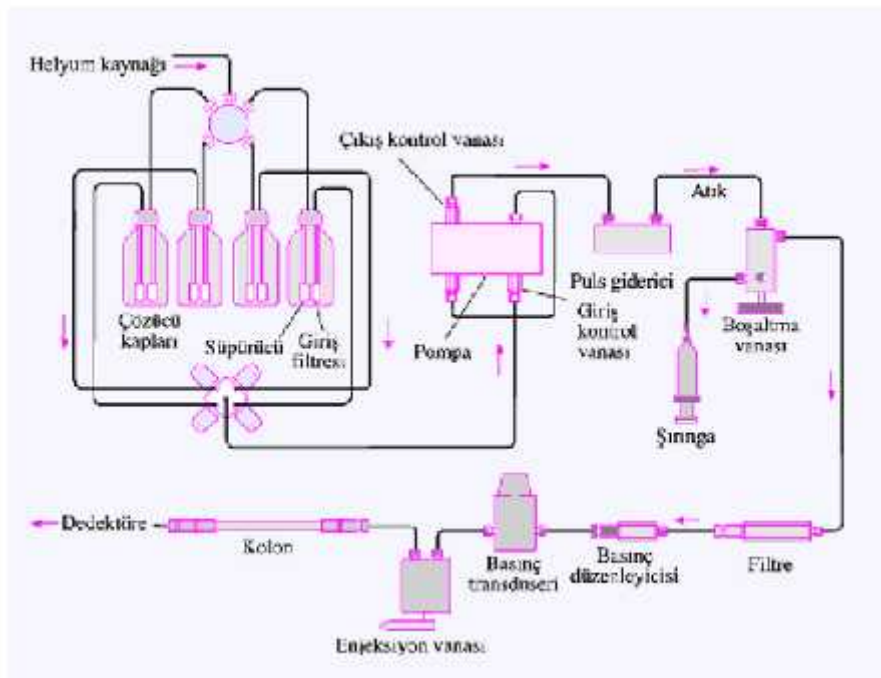 Helyum kaynağı
Çıkış kontrol vanası
Atık
Çözücü
kapları
Süpürücü
Giriş
filtresi
Pompa
Puls giderici
Giriş
kontrol
vanası
Boşaltma
vanası
Şırınga
Dedektöre
Kolon
Enjeksiyon vanası
Basınç
transdüseri
Basınç
düzenleyicisi
Filtre